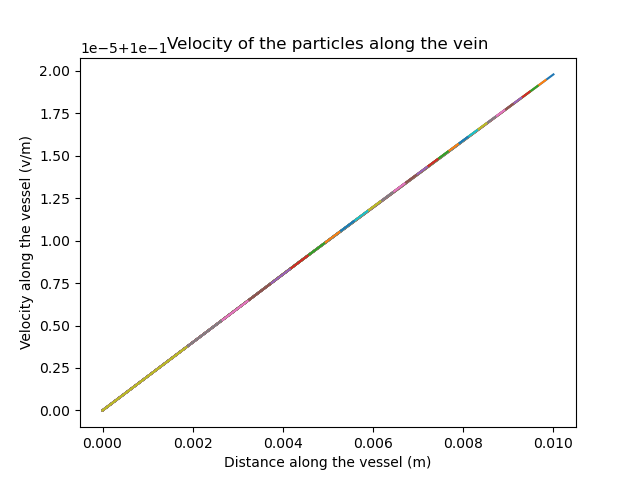 Velocity of the particles along the vein
1e−5+1e−1
2.00
1.75
1.50
1.25
1.00
0.75
0.50
0.25
0.00
Velocity along the vessel (v/m)
0.000 0.002 0.004 0.006 0.008 0.010
Distance along the vessel (m)